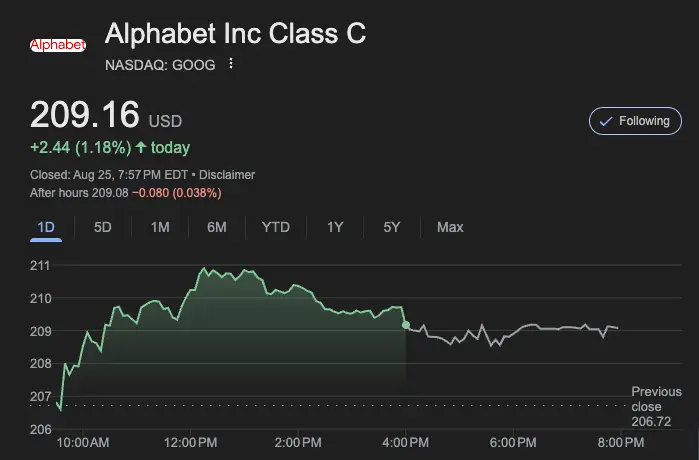 Alphabet
Alphabet Inc Class C
NASDAQ: GOOG
209.16 USD
Following
+2.44 (1.18%) ↑ today
Closed: Aug 25, 7:57 PM EDT • Disclaimer
After hours 209.08 −0.080 (0.038%)
1D 5D 1M 6M YTD 1Y 5Y Max
211
210
209
208
207
206
Previous
close
206.72
10:00 AM 12:00 PM 2:00 PM 4:00 PM 6:00 PM 8:00 PM